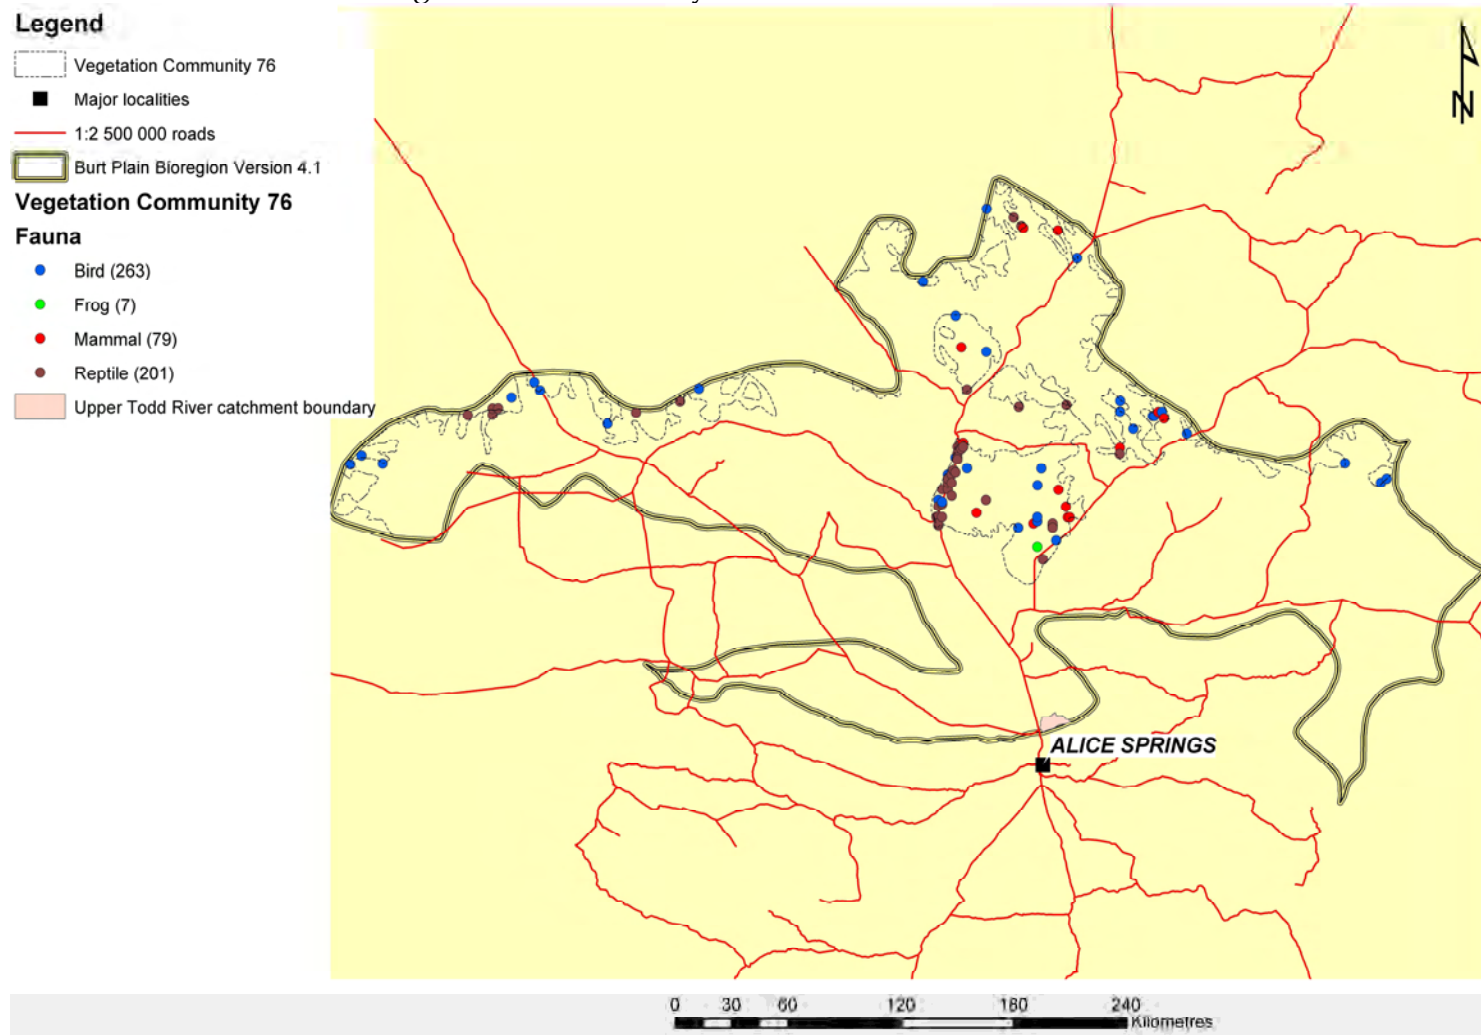 Legend
Vegetation Community 76
Major localities
1:2 500 000 roads
Burt Plain Bioregion Version 4.1
Vegetation Community 76
Fauna
Bird (263)
Frog (7)
Mammal (79)
Reptile (201)
Upper Todd River catchment boundary
N
ALICE SPRINGS
0 30 60 120 180 240
Kilometres